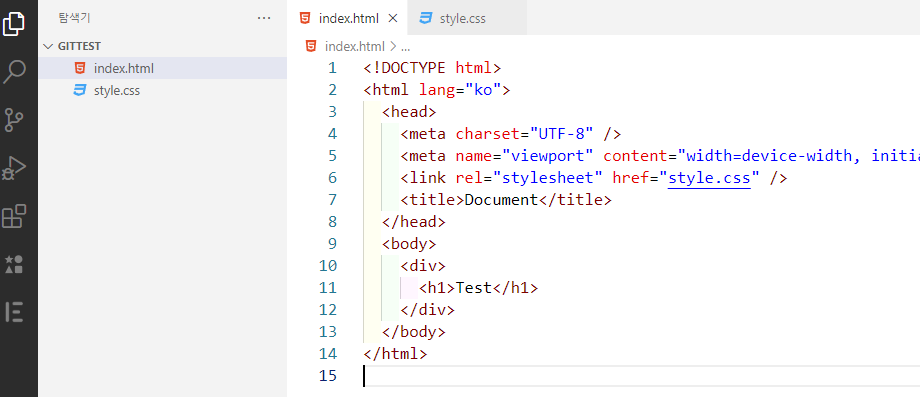 탐색기 ...
GITTEST
index.html
style.css
index.html style.css
index.html > ...
1 <!DOCTYPE html>
2 <html lang="ko">
3 <head>
4 <meta charset="UTF-8" />
5 <meta name="viewport" content="width=device-width, initia
6 <link rel="stylesheet" href="style.css" />
7 <title>Document</title>
8 </head>
9 <body>
10 <div>
11 <h1>Test</h1>
12 </div>
13 </body>
14 </html>
15